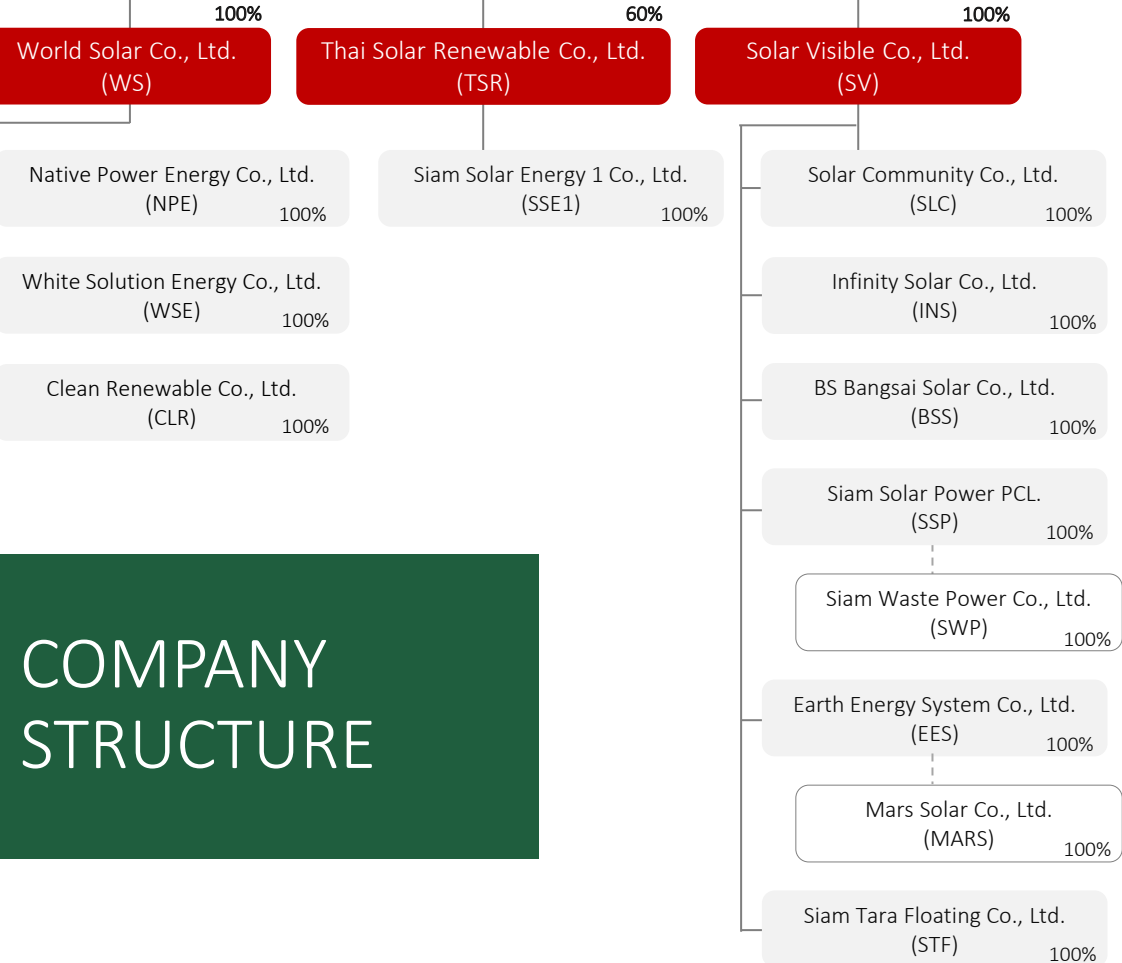 100%
World Solar Co., Ltd.
(WS)
60%
Thai Solar Renewable Co., Ltd.
(TSR)
100%
Solar Visible Co., Ltd.
(SV)
Native Power Energy Co., Ltd.
(NPE)
100%
White Solution Energy Co., Ltd.
(WSE)
100%
Clean Renewable Co., Ltd.
(CLR)
100%
Siam Solar Energy 1 Co., Ltd.
(SSE1)
100%
Solar Community Co., Ltd.
(SLC)
100%
Infinity Solar Co., Ltd.
(INS)
100%
BS Bangsai Solar Co., Ltd.
(BSS)
100%
Siam Solar Power PCL.
(SSP)
100%
Siam Waste Power Co., Ltd.
(SWP)
100%
Earth Energy System Co., Ltd.
(EES)
100%
Mars Solar Co., Ltd.
(MARS)
100%
Siam Tara Floating Co., Ltd.
(STF)
100%
COMPANY
STRUCTURE